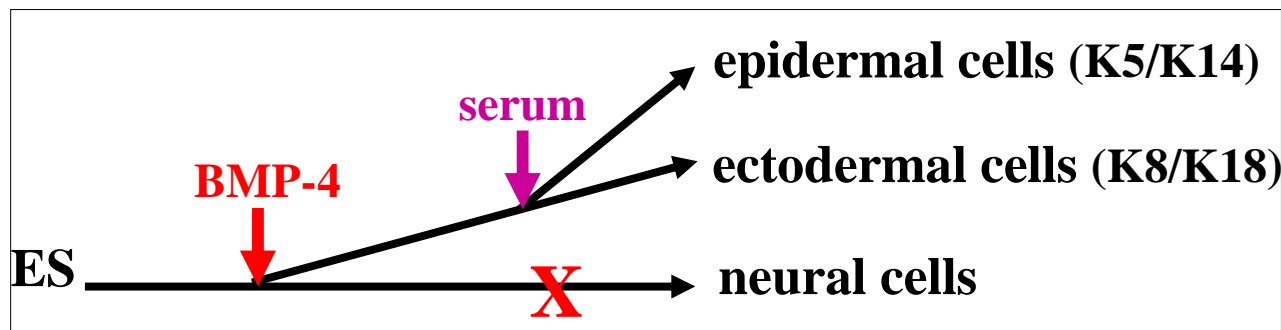 epidermal cells (K5/K14)
serum
ectodermal cells (K8/K18)
BMP-4
ES
X
neural cells